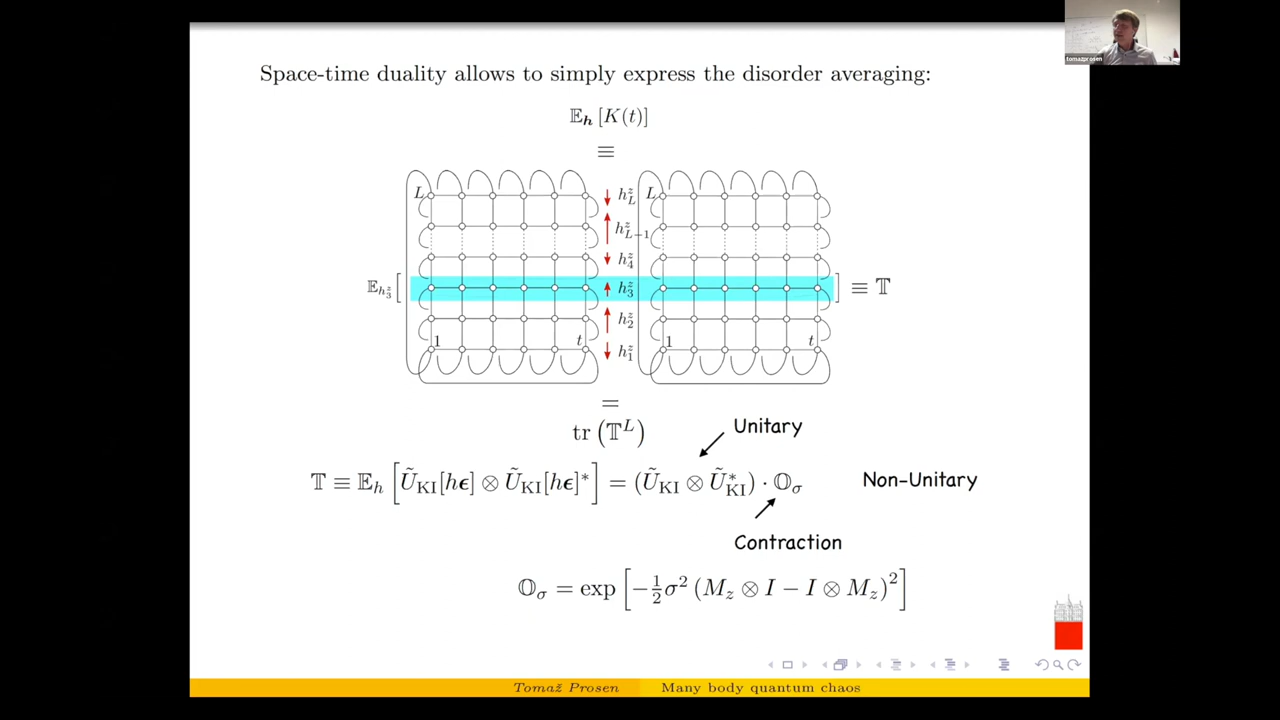 tomažprosen
Space-time duality allows to simply express the disorder averaging:
𝔼_𝒉 [K(t)]
≡
L h^z_L L
h^z_{L−1}
h^z_4
𝔼_{h^z_3} [ h^z_3 ] ≡ 𝕋
h^z_2
1 t h^z_1 1 t
=
tr (𝕋^L)
Unitary
𝕋 ≡ 𝔼_h [Ũ_KI[hϵ] ⊗ Ũ_KI[hϵ]*] = (Ũ_KI ⊗ Ũ*_KI) · 𝕆_σ Non-Unitary
Contraction
𝕆_σ = exp [−½σ² (M_z ⊗ I − I ⊗ M_z)²]
Tomaž Prosen Many body quantum chaos